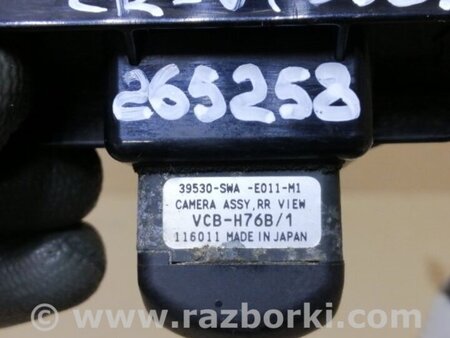 265258
39530-SWA -E011-M1
CAMERA ASSY,RR VIEW
VCB-H76B/1
116011 MADE IN JAPAN
www.razborki.com